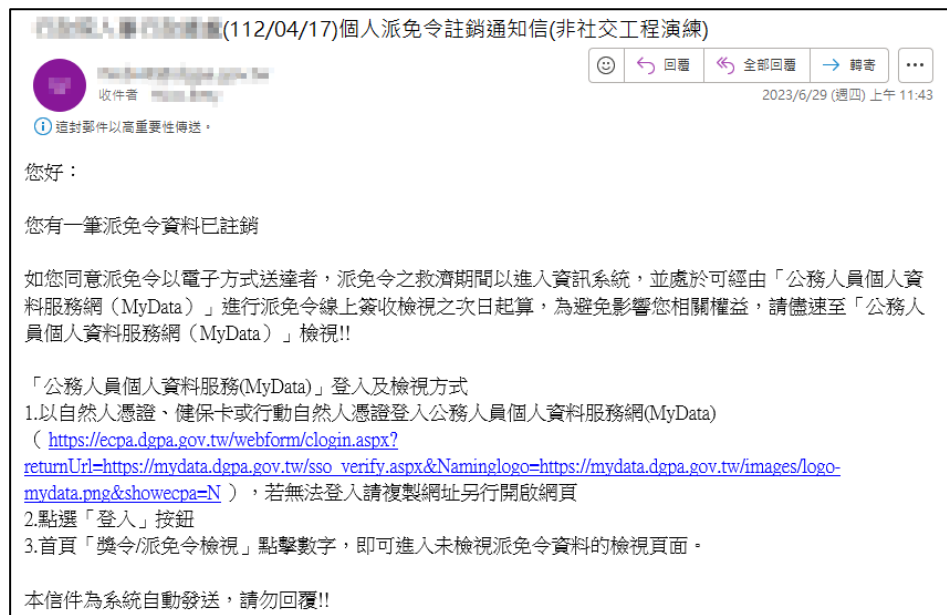 (112/04/17)個人派免令註銷通知信(非社交工程演練)
回覆
全部回覆
轉寄
收件者
2023/6/29 (週四) 上午 11:43
這封郵件以高重要性傳送。
您好：
您有一筆派免令資料已註銷
如您同意派免令以電子方式送達者，派免令之救濟期間以進入資訊系統，並處於可經由「公務人員個人資
料服務網（MyData）」進行派免令線上簽收檢視之次日起算，為避免影響您相關權益，請儘速至「公務人
員個人資料服務網（MyData）」檢視!!
「公務人員個人資料服務(MyData)」登入及檢視方式
1.以自然人憑證、健保卡或行動自然人憑證登入公務人員個人資料服務網(MyData)
（ https://ecpa.dgpa.gov.tw/webform/clogin.aspx?
returnUrl=https://mydata.dgpa.gov.tw/sso_verify.aspx&Naminglogo=https://mydata.dgpa.gov.tw/images/logo-
mydata.png&showecpa=N ），若無法登入請複製網址另行開啟網頁
2.點選「登入」按鈕
3.首頁「獎令/派免令檢視」點擊數字，即可進入未檢視派免令資料的檢視頁面。
本信件為系統自動發送，請勿回覆!!